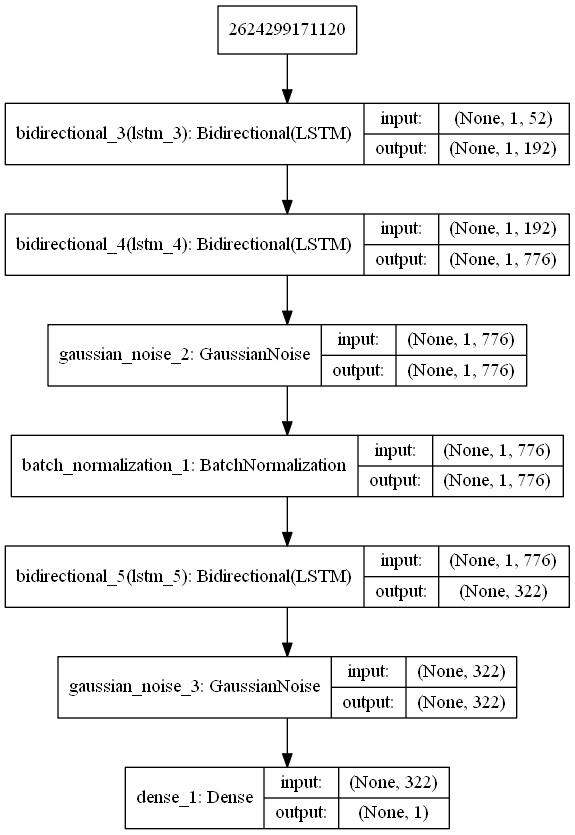 2624299171120
bidirectional_3(lstm_3): Bidirectional(LSTM)
input: (None, 1, 52)
output: (None, 1, 192)
bidirectional_4(lstm_4): Bidirectional(LSTM)
input: (None, 1, 192)
output: (None, 1, 776)
gaussian_noise_2: GaussianNoise
input: (None, 1, 776)
output: (None, 1, 776)
batch_normalization_1: BatchNormalization
input: (None, 1, 776)
output: (None, 1, 776)
bidirectional_5(lstm_5): Bidirectional(LSTM)
input: (None, 1, 776)
output: (None, 322)
gaussian_noise_3: GaussianNoise
input: (None, 322)
output: (None, 322)
dense_1: Dense
input: (None, 322)
output: (None, 1)